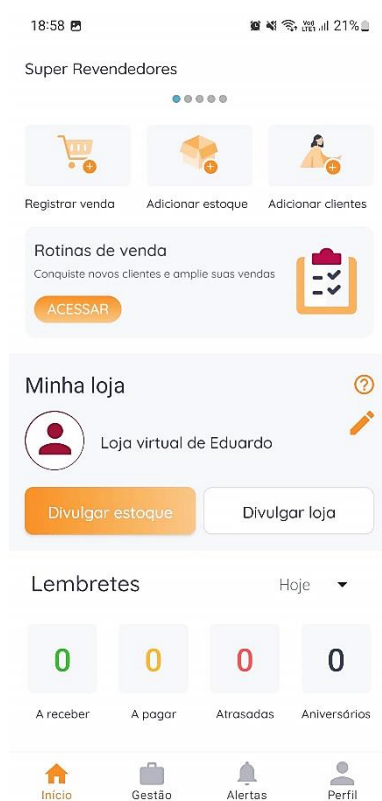 18:58
Vo) LTE1 21%
Super Revendedores
Registrar venda Adicionar estoque Adicionar clientes
Rotinas de venda
Conquiste novos clientes e amplie suas vendas
ACESSAR
Minha loja
Loja virtual de Eduardo
Divulgar estoque Divulgar loja
Lembretes Hoje
0 0 0 0
A receber A pagar Atrasadas Aniversários
Início Gestão Alertas Perfil